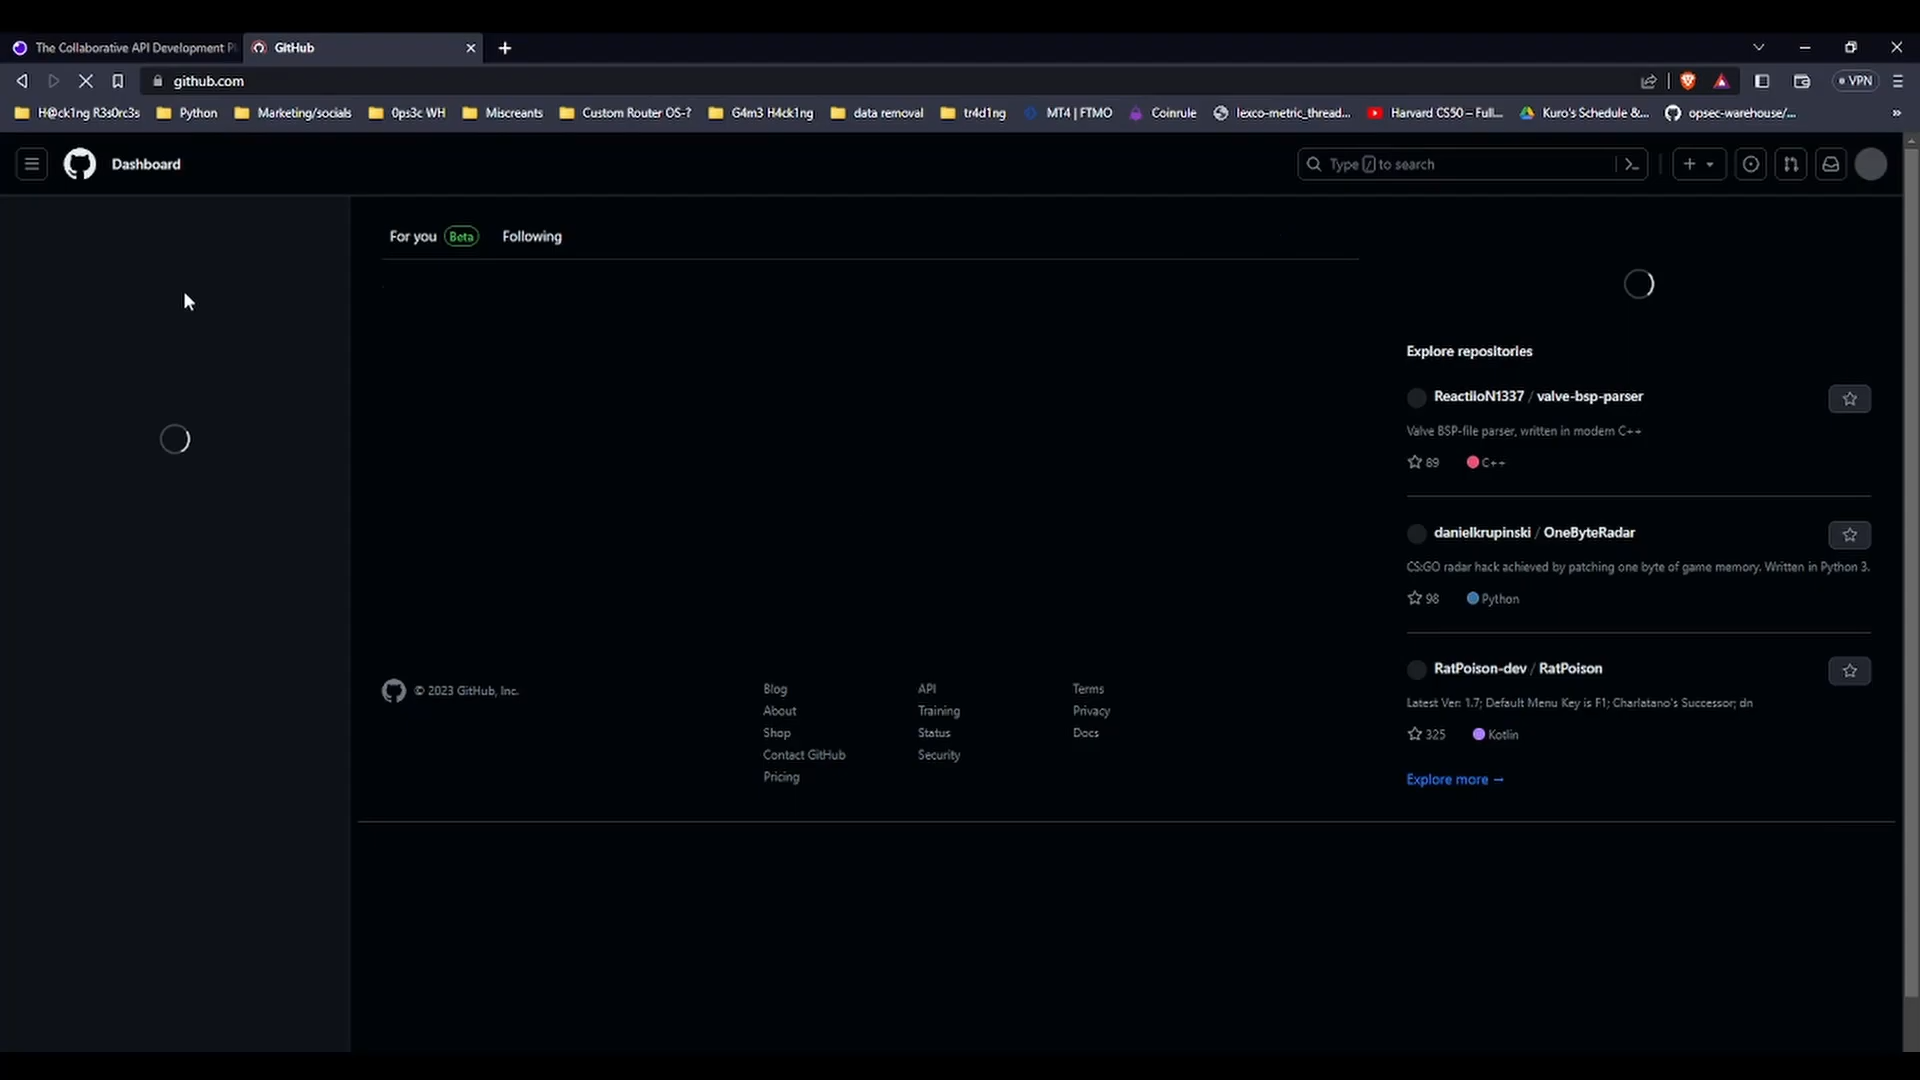 The Collaborative API Development P
GitHub
github.com
VPN
H@ck1ng R3s0rc3s
Python
Marketing/socials
0ps3c WH
Miscreants
Custom Router OS-?
G4m3 H4ck1ng
data removal
tr4d1ng
MT4 | FTMO
Coinrule
lexco-metric_thread...
Harvard CS50 – Full...
Kuro's Schedule &...
opsec-warehouse/...
Dashboard
Type / to search
For you Beta
Following
Explore repositories
ReactIIoN1337 / valve-bsp-parser
Valve BSP-file parser, written in modern C++
89 C++
danielkrupinski / OneByteRadar
CS:GO radar hack achieved by patching one byte of game memory. Written in Python 3.
98 Python
RatPoison-dev / RatPoison
Latest Ver: 1.7; Default Menu Key is F1; Charlatano's Successor; dn
325 Kotlin
Explore more →
© 2023 GitHub, Inc.
Blog
About
Shop
Contact GitHub
Pricing
API
Training
Status
Security
Terms
Privacy
Docs